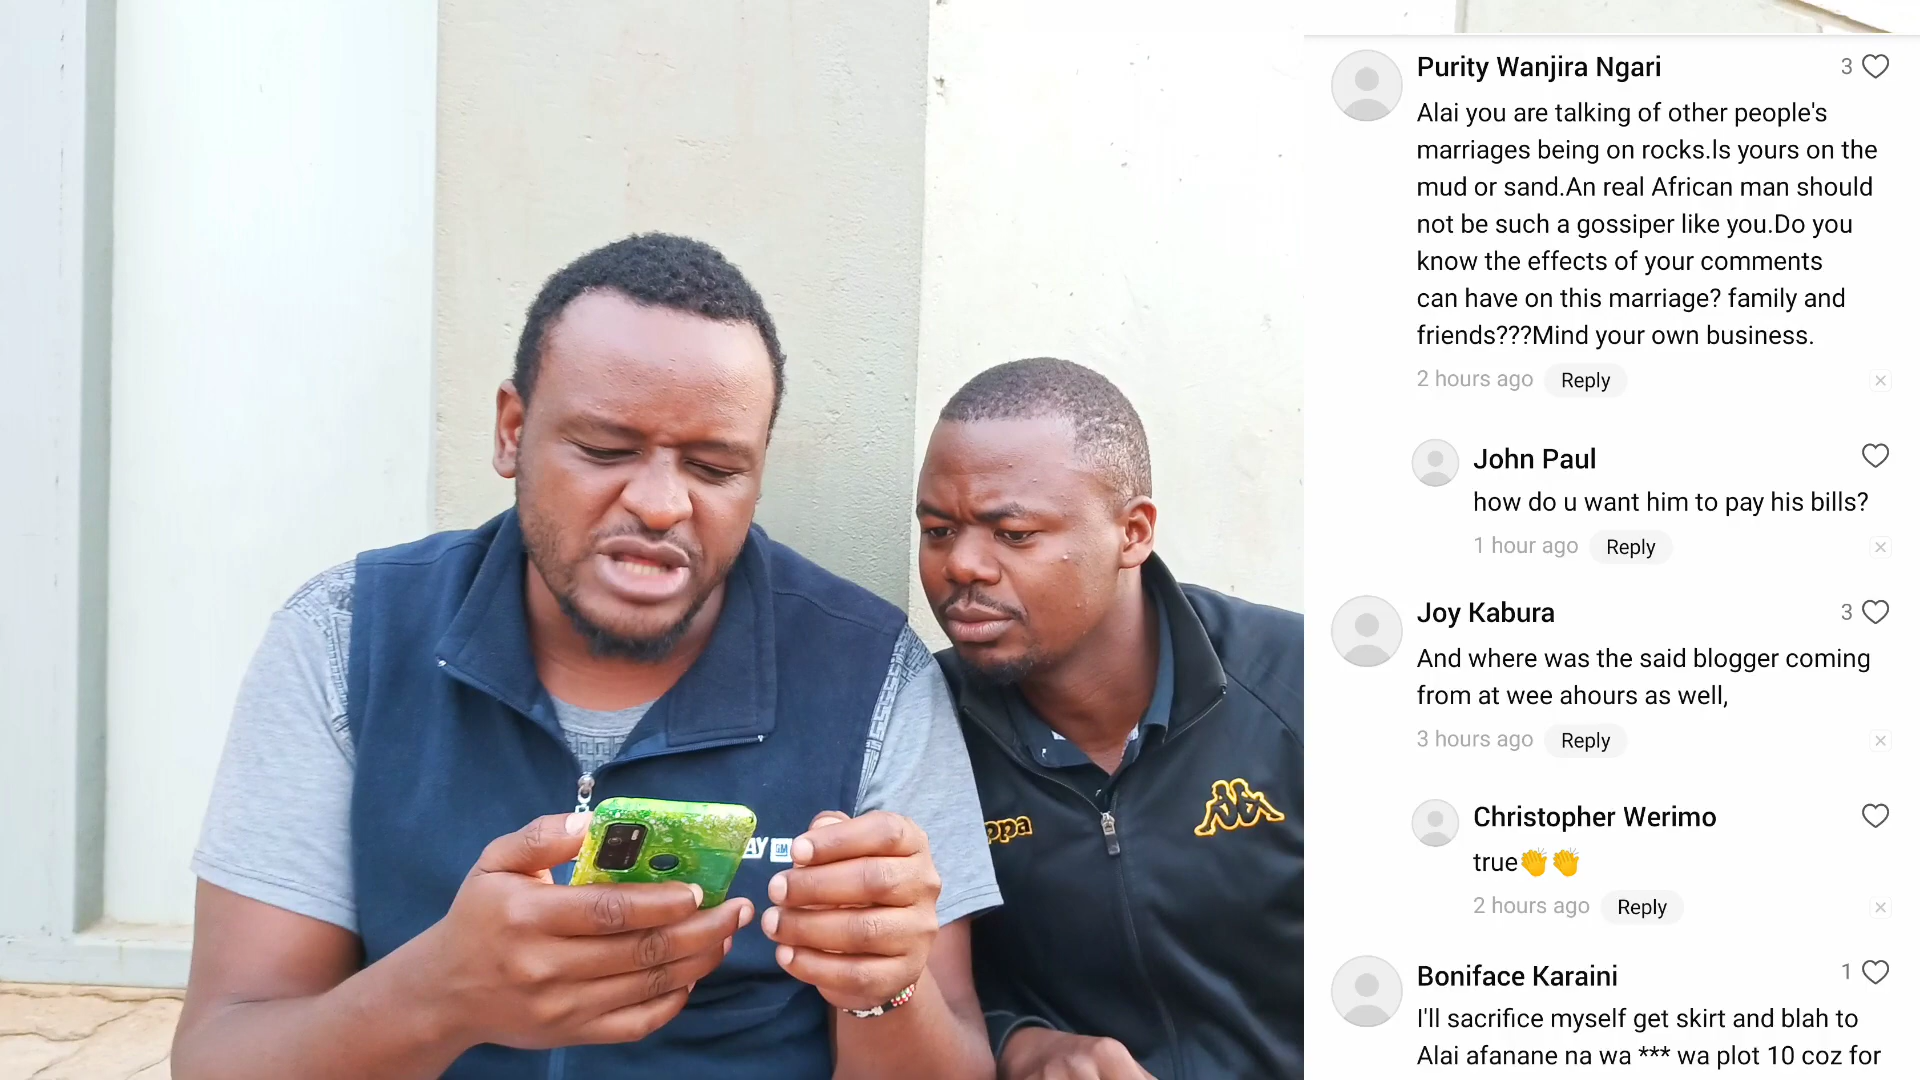 Purity Wanjira Ngari
3
Alai you are talking of other people's
marriages being on rocks.Is yours on the
mud or sand.An real African man should
not be such a gossiper like you.Do you
know the effects of your comments
can have on this marriage? family and
friends???Mind your own business.
2 hours ago Reply
John Paul
how do u want him to pay his bills?
1 hour ago Reply
Joy Kabura
3
And where was the said blogger coming
from at wee ahours as well,
3 hours ago Reply
Christopher Werimo
true👏👏
2 hours ago Reply
Boniface Karaini
1
I'll sacrifice myself get skirt and blah to
Alai afanane na wa *** wa plot 10 coz for
AY GM
ppa